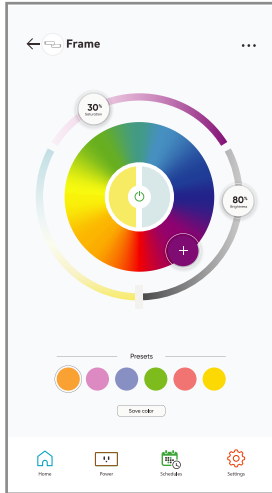 Frame
30%
Saturation
80%
Brightness
Presets
Save color
Home
Power
Schedules
Settings